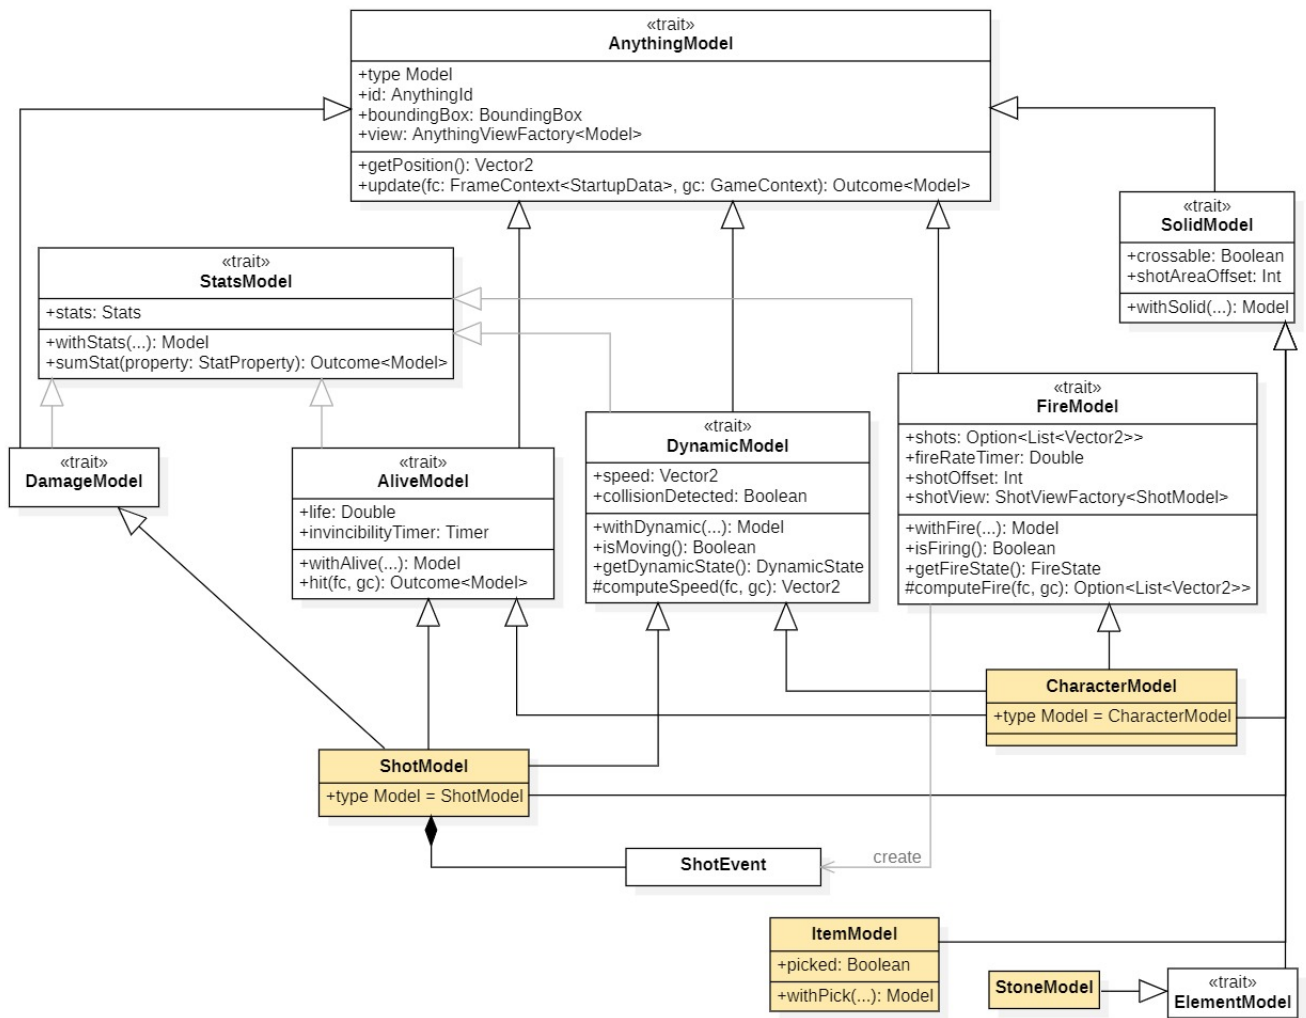 «trait»
AnythingModel
+type Model
+id: AnythingId
+boundingBox: BoundingBox
+view: AnythingViewFactory<Model>
+getPosition(): Vector2
+update(fc: FrameContext<StartupData>, gc: GameContext): Outcome<Model>
«trait»
SolidModel
+crossable: Boolean
+shotAreaOffset: Int
+withSolid(...): Model
«trait»
StatsModel
+stats: Stats
+withStats(...): Model
+sumStat(property: StatProperty): Outcome<Model>
«trait»
DamageModel
«trait»
AliveModel
+life: Double
+invincibilityTimer: Timer
+withAlive(...): Model
+hit(fc, gc): Outcome<Model>
«trait»
DynamicModel
+speed: Vector2
+collisionDetected: Boolean
+withDynamic(...): Model
+isMoving(): Boolean
+getDynamicState(): DynamicState
#computeSpeed(fc, gc): Vector2
«trait»
FireModel
+shots: Option<List<Vector2>>
+fireRateTimer: Double
+shotOffset: Int
+shotView: ShotViewFactory<ShotModel>
+withFire(...): Model
+isFiring(): Boolean
+getFireState(): FireState
#computeFire(fc, gc): Option<List<Vector2>>
CharacterModel
+type Model = CharacterModel
ShotModel
+type Model = ShotModel
ShotEvent
create
ItemModel
+picked: Boolean
+withPick(...): Model
StoneModel
«trait»
ElementModel